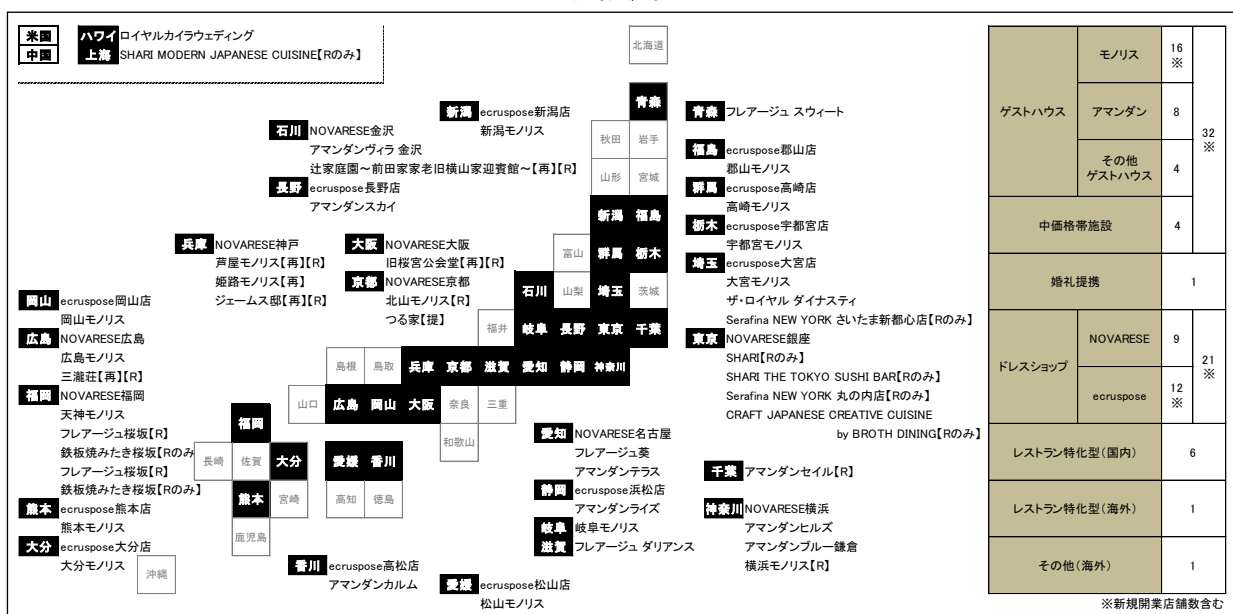 米国 ハワイ ロイヤルカイラウェディング
中国 上海 SHARI MODERN JAPANESE CUISINE【Rのみ】
新潟 ecruspose新潟店
新潟モノリス
石川 NOVARESE金沢
アマンダンヴィラ 金沢
辻家庭園～前田家家老旧横山家迎賓館～【再】【R】
長野 ecruspose長野店
アマンダンスカイ
兵庫 NOVARESE神戸
芦屋モノリス【再】【R】
姫路モノリス【再】
ジェームス邸【再】【R】
大阪 NOVARESE大阪
旧桜宮公会堂【再】【R】
京都 NOVARESE京都
北山モノリス【R】
つる家【提】
岡山 ecruspose岡山店
岡山モノリス
広島 NOVARESE広島
広島モノリス
三瀧荘【再】【R】
福岡 NOVARESE福岡
天神モノリス
フレアージュ桜坂【R】
鉄板焼みたき桜坂【Rのみ
フレアージュ桜坂【R】
鉄板焼みたき桜坂【Rのみ】
熊本 ecruspose熊本店
熊本モノリス
大分 ecruspose大分店
大分モノリス
北海道
青森
秋田 岩手
山形 宮城
新潟 福島
富山 群馬 栃木
石川 山梨 埼玉 茨城
福井 岐阜 長野 東京 千葉
島根 鳥取 兵庫 京都 滋賀 愛知 静岡 神奈川
山口 広島 岡山 大阪 奈良 三重
福岡 和歌山
長崎 佐賀 大分 愛媛 香川
熊本 宮崎 高知 徳島
鹿児島
沖縄
香川 ecruspose高松店
アマンダンカルム
愛媛 ecruspose松山店
松山モノリス
愛知 NOVARESE名古屋
フレアージュ葵
アマンダンテラス
静岡 ecruspose浜松店
アマンダンライズ
岐阜 岐阜モノリス
滋賀 フレアージュ ダリアンス
青森 フレアージュ スウィート
福島 ecruspose郡山店
郡山モノリス
群馬 ecruspose高崎店
高崎モノリス
栃木 ecruspose宇都宮店
宇都宮モノリス
埼玉 ecruspose大宮店
大宮モノリス
ザ・ロイヤル ダイナスティ
Serafina NEW YORK さいたま新都心店【Rのみ】
東京 NOVARESE銀座
SHARI【Rのみ】
SHARI THE TOKYO SUSHI BAR【Rのみ】
Serafina NEW YORK 丸の内店【Rのみ】
CRAFT JAPANESE CREATIVE CUISINE
by BROTH DINING【Rのみ】
千葉 アマンダンセイル【R】
神奈川 NOVARESE横浜
アマンダンヒルズ
アマンダンブルー鎌倉
横浜モノリス【R】
ゲストハウス モノリス 16 ※ 32 ※
アマンダン 8
その他 ゲストハウス 4
中価格帯施設 4
婚礼提携 1
ドレスショップ NOVARESE 9 21 ※
ecruspose 12 ※
レストラン特化型(国内) 6
レストラン特化型(海外) 1
その他(海外) 1
※新規開業店舗数含む